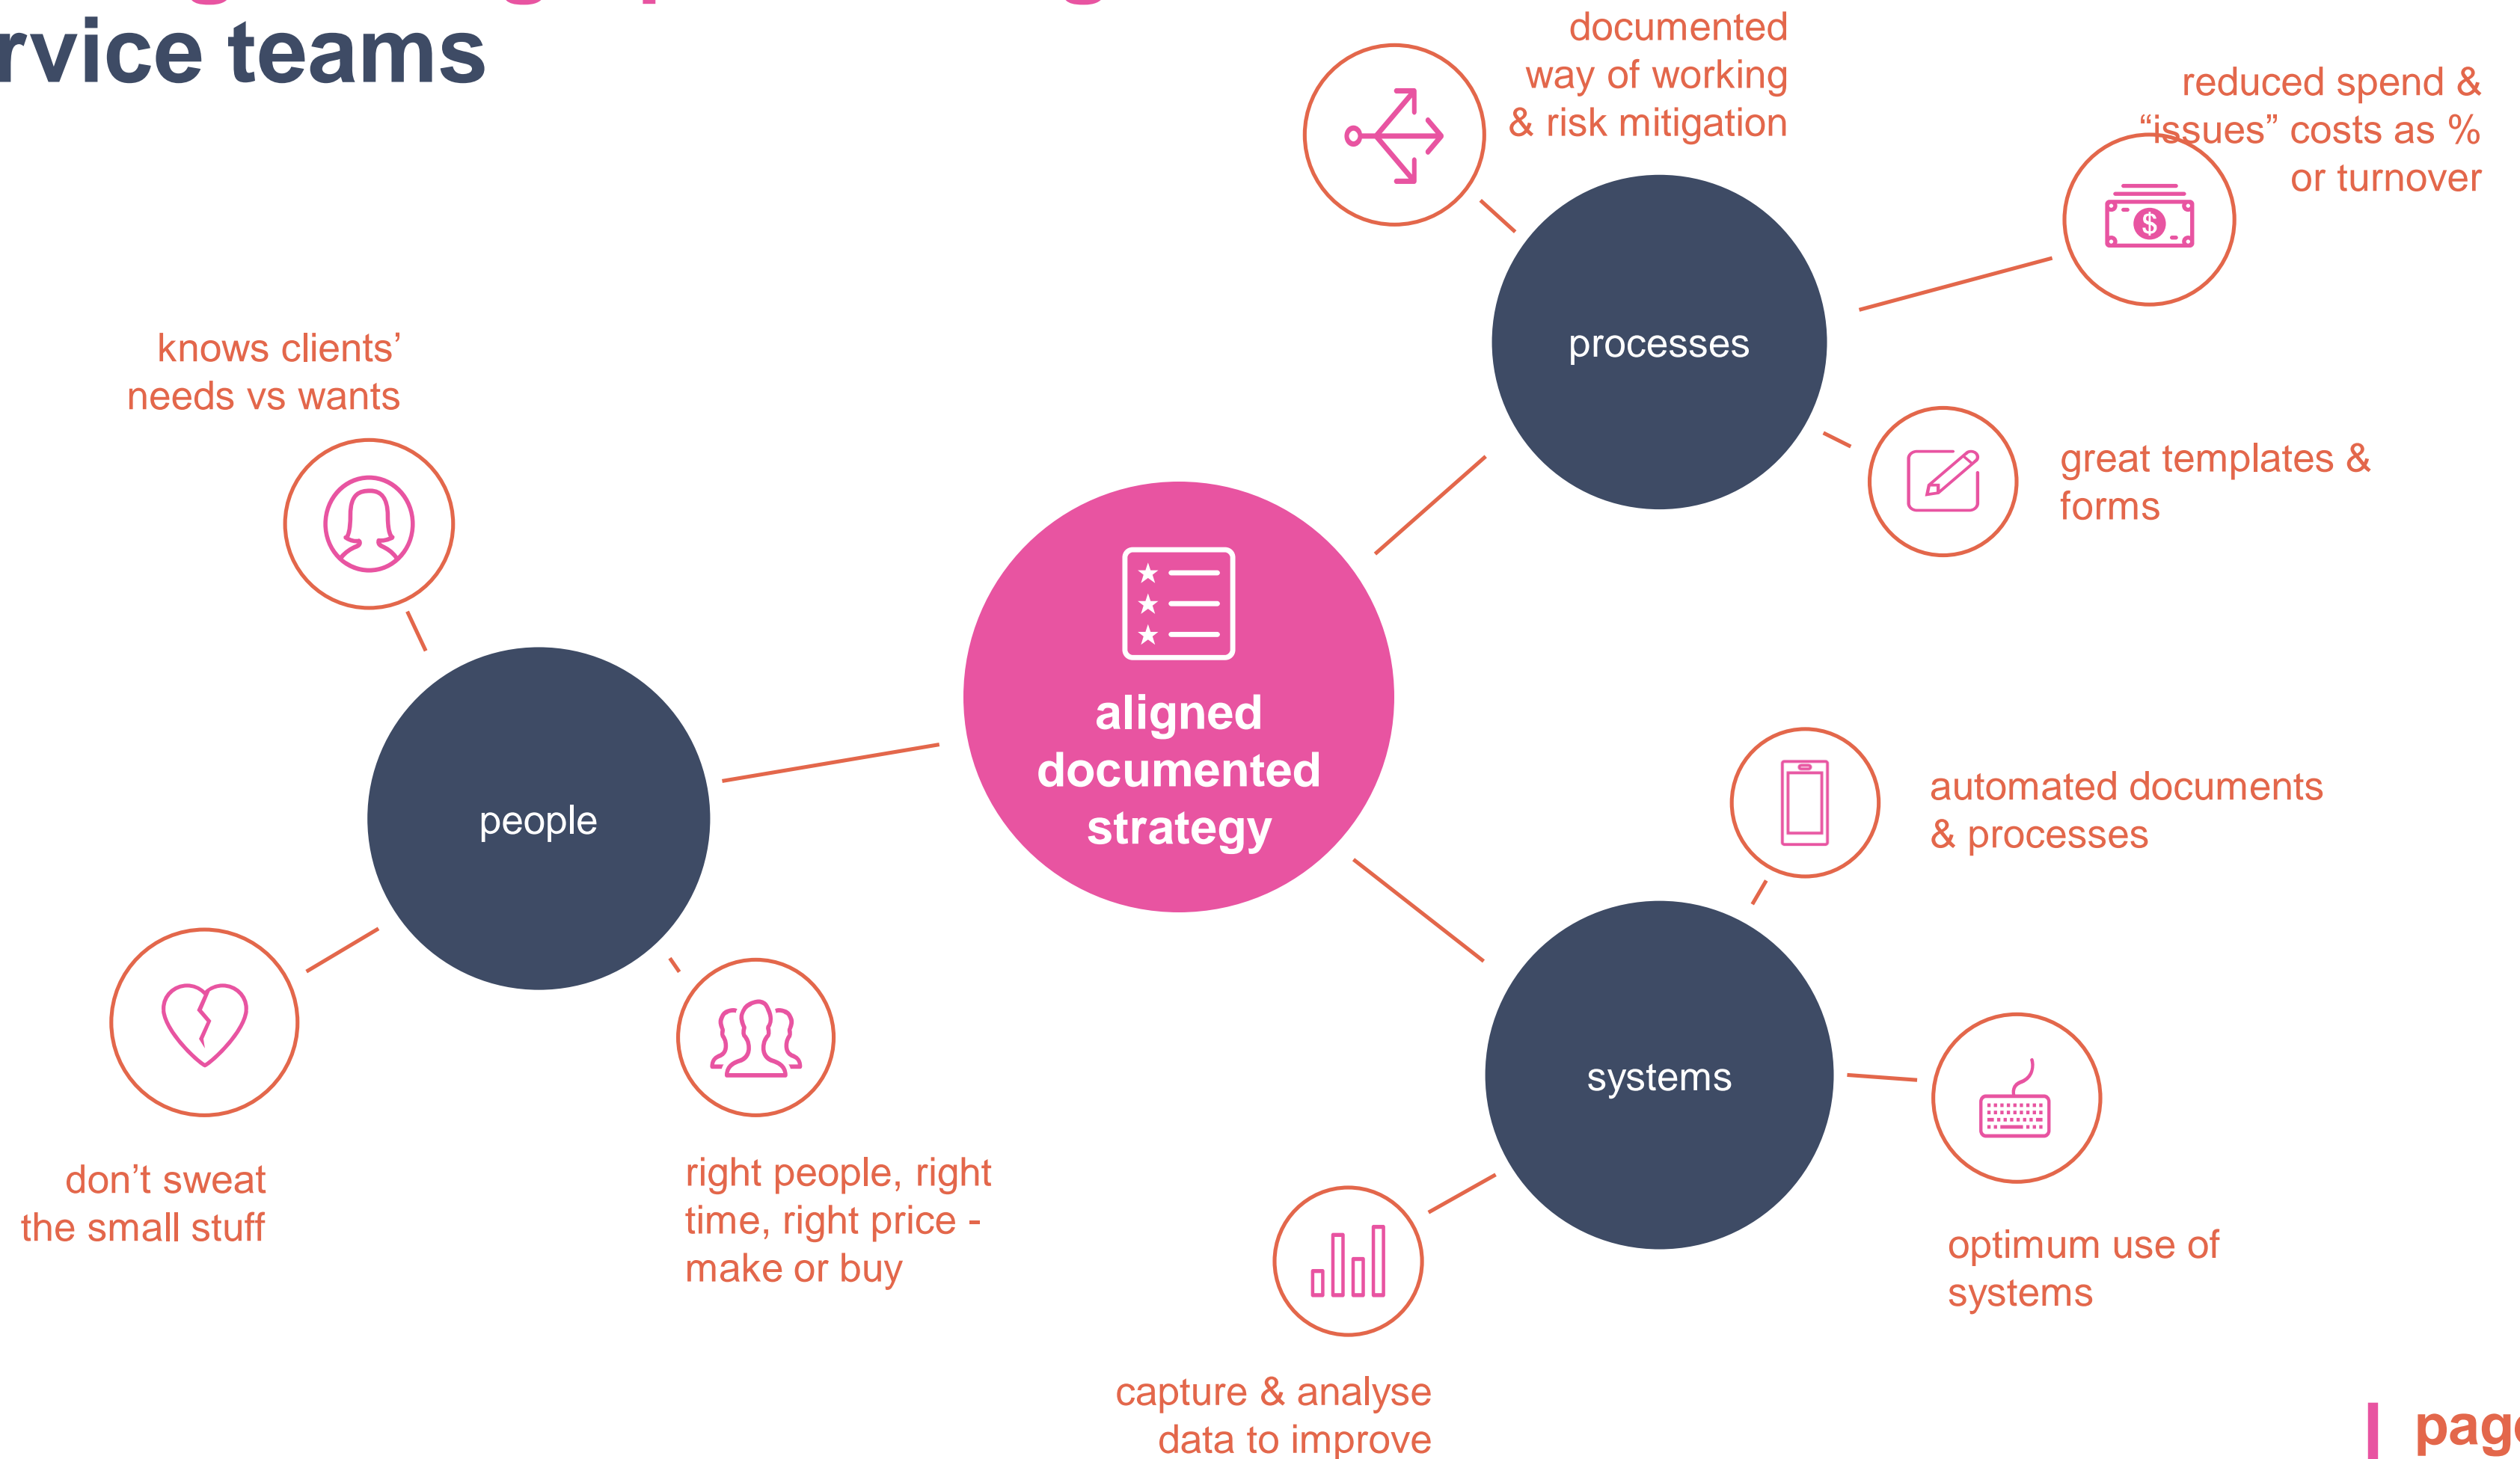 rvice teams
documented
way of working
& risk mitigation
reduced spend &
“issues” costs as %
or turnover
processes
knows clients’
needs vs wants
great templates &
forms
aligned
documented
strategy
people
automated documents
& processes
systems
don’t sweat
the small stuff
right people, right
time, right price -
make or buy
optimum use of
systems
capture & analyse
data to improve
| page
$